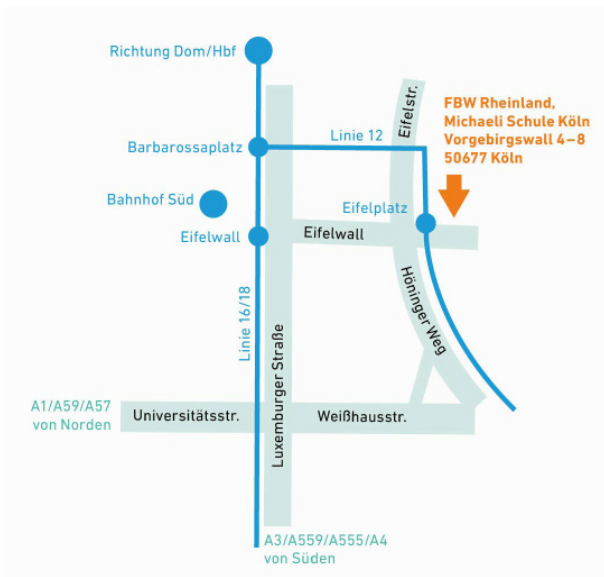 Richtung Dom/Hbf
FBW Rheinland,
Michaeli Schule Köln
Vorgebirgswall 4–8
50677 Köln
Eifelstr.
Linie 12
Barbarossaplatz
Bahnhof Süd
Eifelplatz
Eifelwall
Eifelwall
Höninger Weg
Linie 16/18
Luxemburger Straße
A1/A59/A57
von Norden
Universitätsstr.
Weißhausstr.
A3/A559/A555/A4
von Süden